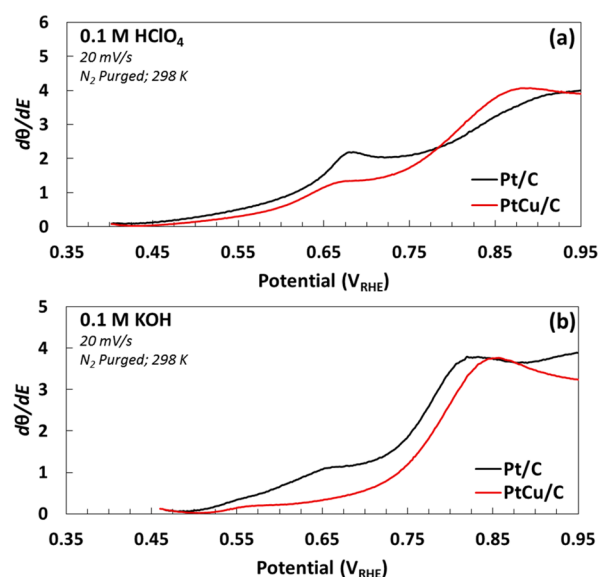 6
5
4
3
2
1
0
dθ/dE
0.1 M HClO₄
20 mV/s
N₂ Purged; 298 K
(a)
Pt/C
PtCu/C
0.35 0.45 0.55 0.65 0.75 0.85 0.95
Potential (V_RHE)
5
4
3
2
1
0
dθ/dE
0.1 M KOH
20 mV/s
N₂ Purged; 298 K
(b)
Pt/C
PtCu/C
0.35 0.45 0.55 0.65 0.75 0.85 0.95
Potential (V_RHE)